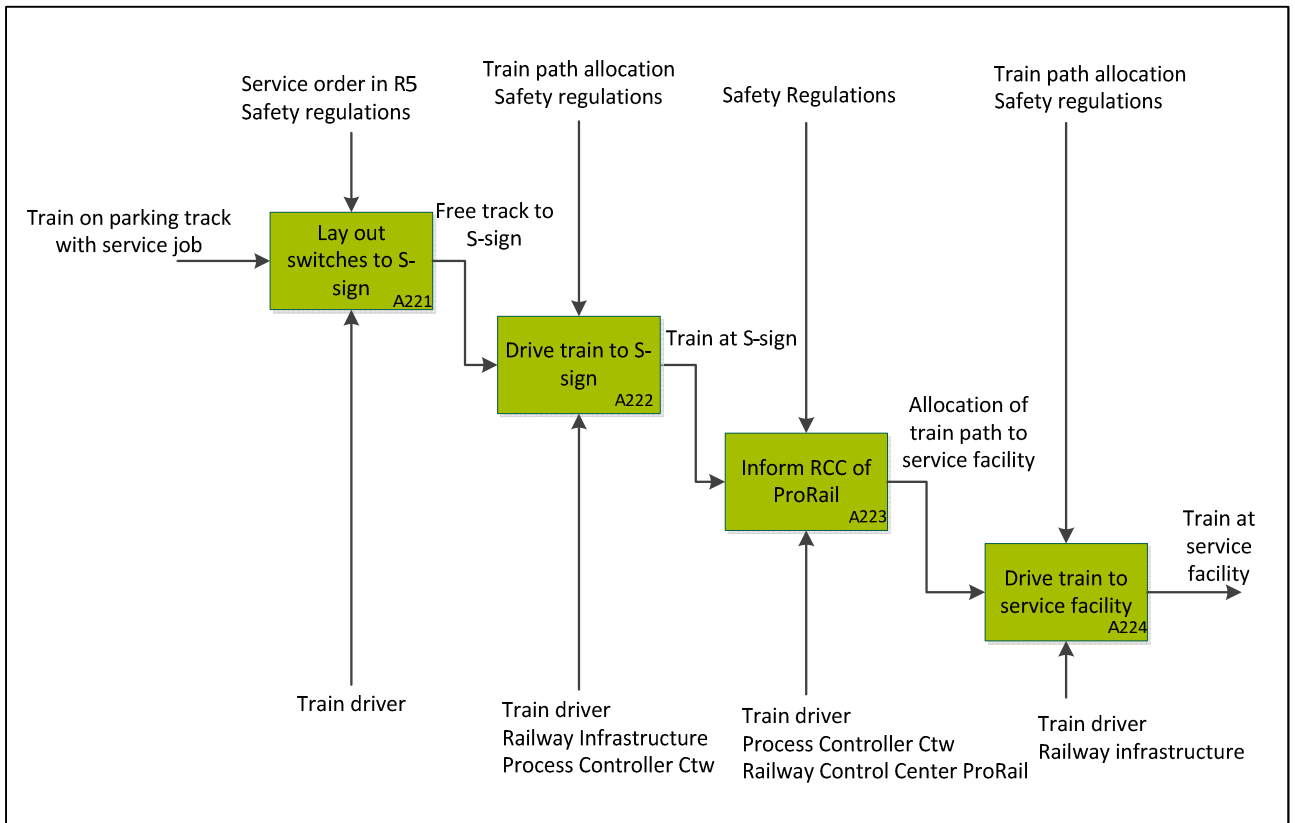 Service order in R5
Safety regulations
Train path allocation
Safety regulations
Safety Regulations
Train path allocation
Safety regulations
Train on parking track
with service job
Lay out
switches to S-
sign
A221
Free track to
S-sign
Drive train to S-
sign
A222
Train at S-sign
Inform RCC of
ProRail
A223
Allocation of
train path to
service facility
Drive train to
service facility
A224
Train at
service
facility
Train driver
Train driver
Railway Infrastructure
Process Controller Ctw
Train driver
Process Controller Ctw
Railway Control Center ProRail
Train driver
Railway infrastructure